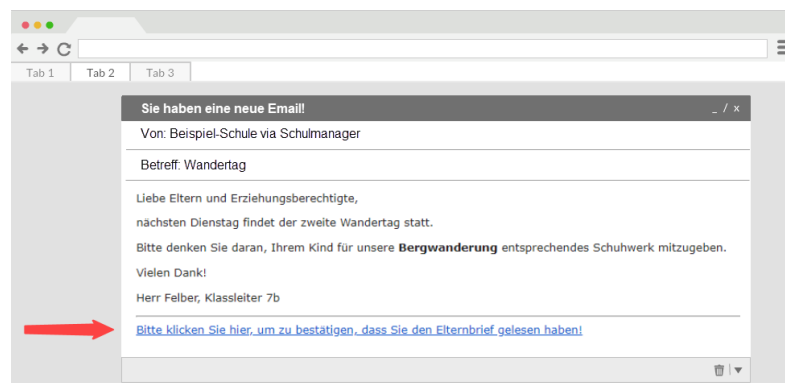 Tab 1 Tab 2 Tab 3
Sie haben eine neue Email! _ / x
Von: Beispiel-Schule via Schulmanager
Betreff: Wandertag
Liebe Eltern und Erziehungsberechtigte,
nächsten Dienstag findet der zweite Wandertag statt.
Bitte denken Sie daran, Ihrem Kind für unsere Bergwanderung entsprechendes Schuhwerk mitzugeben.
Vielen Dank!
Herr Felber, Klassleiter 7b
Bitte klicken Sie hier, um zu bestätigen, dass Sie den Elternbrief gelesen haben!